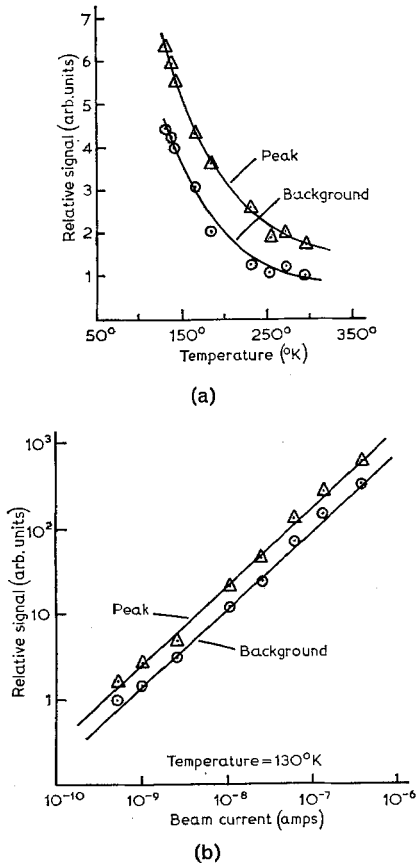 7
6
5
4
3
2
1
Relative signal (arb.units)
Peak
Background
50° 150° 250° 350°
Temperature (°K)
(a)
10³
10²
10
1
Relative signal (arb. units)
Peak
Background
Temperature = 130°K
10⁻¹⁰ 10⁻⁹ 10⁻⁸ 10⁻⁷ 10⁻⁶
Beam current (amps)
(b)